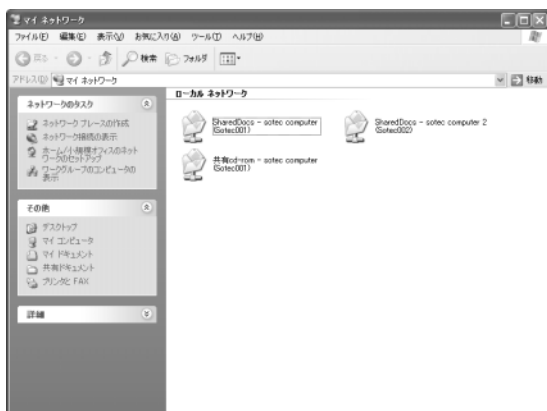 マイ ネットワーク
ファイル(F) 編集(E) 表示(V) お気に入り(A) ツール(T) ヘルプ(H)
戻る 検索 フォルダ
アドレス(D) マイ ネットワーク 移動
ネットワークのタスク
ネットワーク プレースの作成
ネットワーク接続の表示
ホーム/小規模オフィスのネット
ワークのセットアップ
ワークグループのコンピュータの
表示
その他
デスクトップ
マイ コンピュータ
マイ ドキュメント
共有ドキュメント
プリンタと FAX
詳細
ローカル ネットワーク
SharedDocs - sotec computer
(Sotec001)
SharedDocs - sotec computer 2
(Sotec002)
共有cd-rom - sotec computer
(Sotec001)